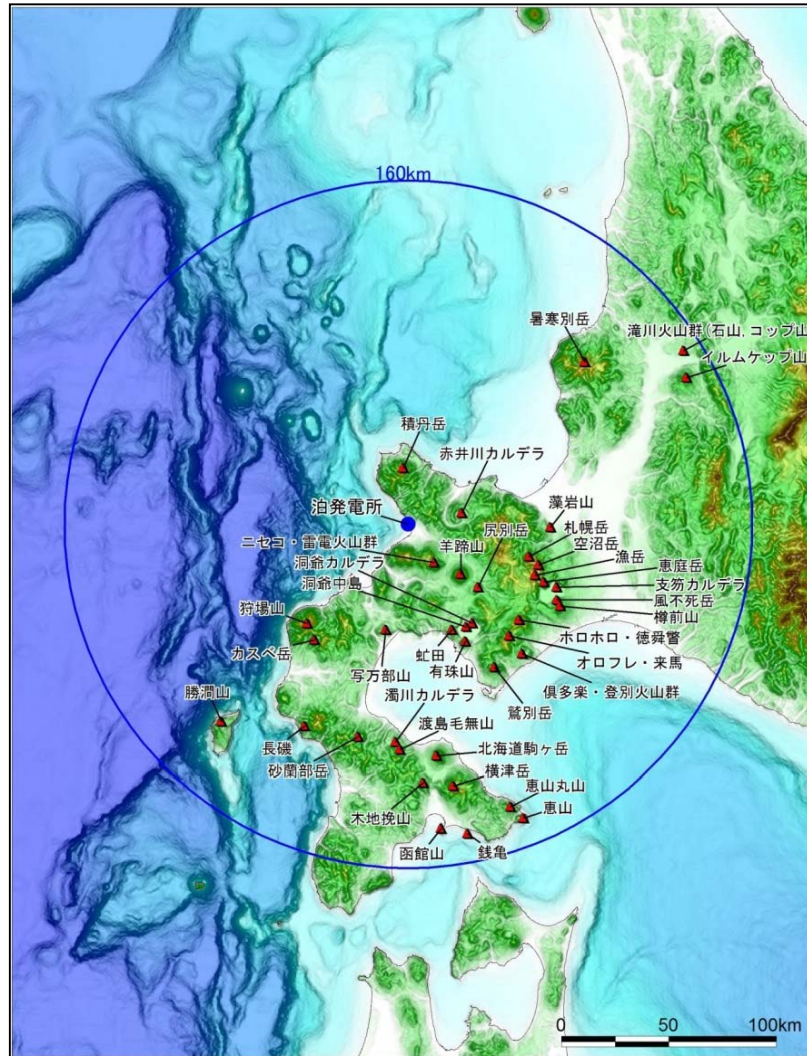 160km
暑寒別岳
滝川火山群(石山,コップ山
イルムケップ山
積丹岳
赤井川カルデラ
泊発電所
藻岩山
札幌岳
空沼岳
漁岳
恵庭岳
支笏カルデラ
風不死岳
樽前山
ニセコ・雷電火山群
羊蹄山
尻別岳
洞爺カルデラ
洞爺中島
狩場山
カスベ岳
写万部山
虻田
有珠山
ホロホロ・徳舜瞥
オロフレ・来馬
倶多楽・登別火山群
鷲別岳
勝澗山
濁川カルデラ
渡島毛無山
長磯
砂蘭部岳
北海道駒ヶ岳
横津岳
木地挽山
恵山丸山
恵山
函館山
銭亀
0 50 100km